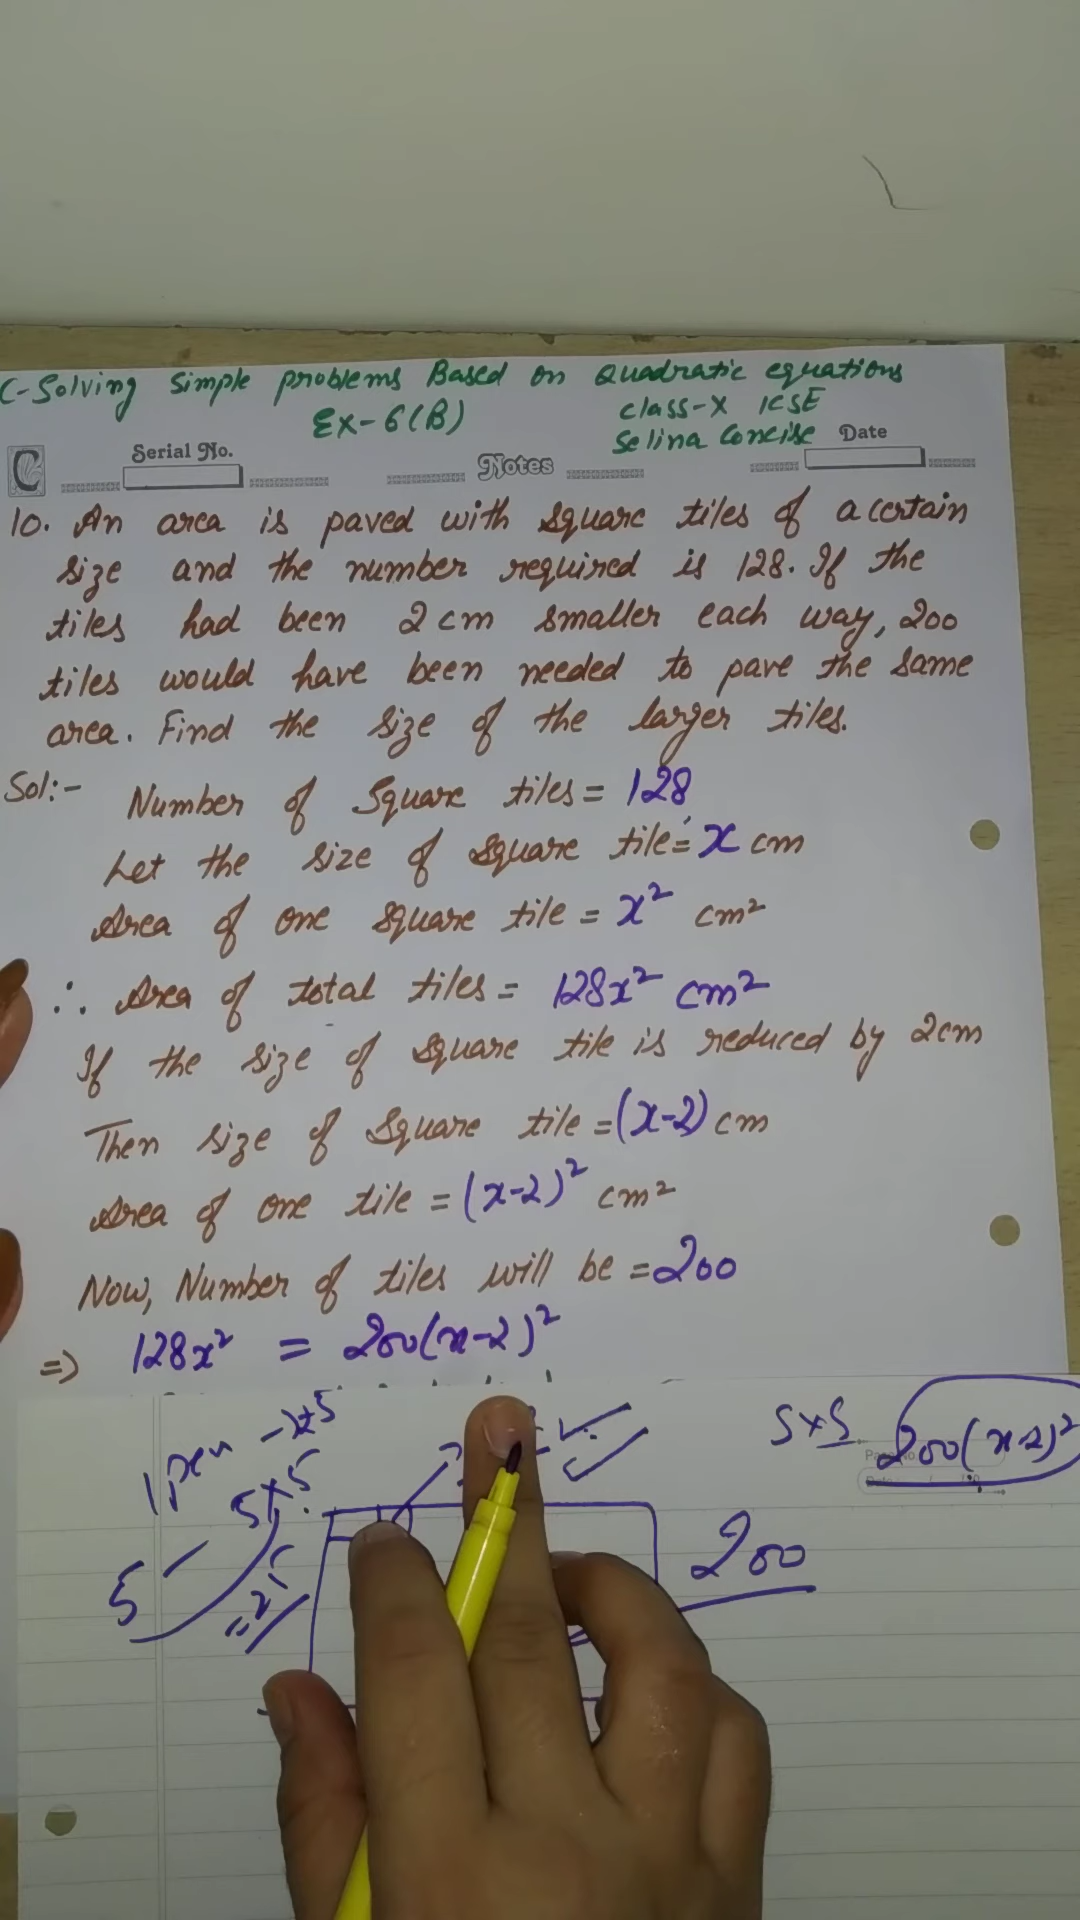 C-Solving Simple problems Based on Quadratic equations
Ex-6(B)
Class-X ICSE
Selina Concise
C
Serial No.
Notes
Date
10. An area is paved with square tiles of a certain
size and the number required is 128. If the
tiles had been 2cm smaller each way, 200
tiles would have been needed to pave the same
area. Find the size of the larger tiles.
Sol:- Number of Square tiles = 128
Let the size of square tile = x cm
Area of one square tile = x² cm²
∴ Area of total tiles = 128x² cm²
If the size of square tile is reduced by 2cm
Then size of square tile = (x-2) cm
Area of one tile = (x-2)² cm²
Now, Number of tiles will be = 200
=> 128x² = 200(x-2)²
1 pen
5x5
5
5x5
200(x-2)²
200